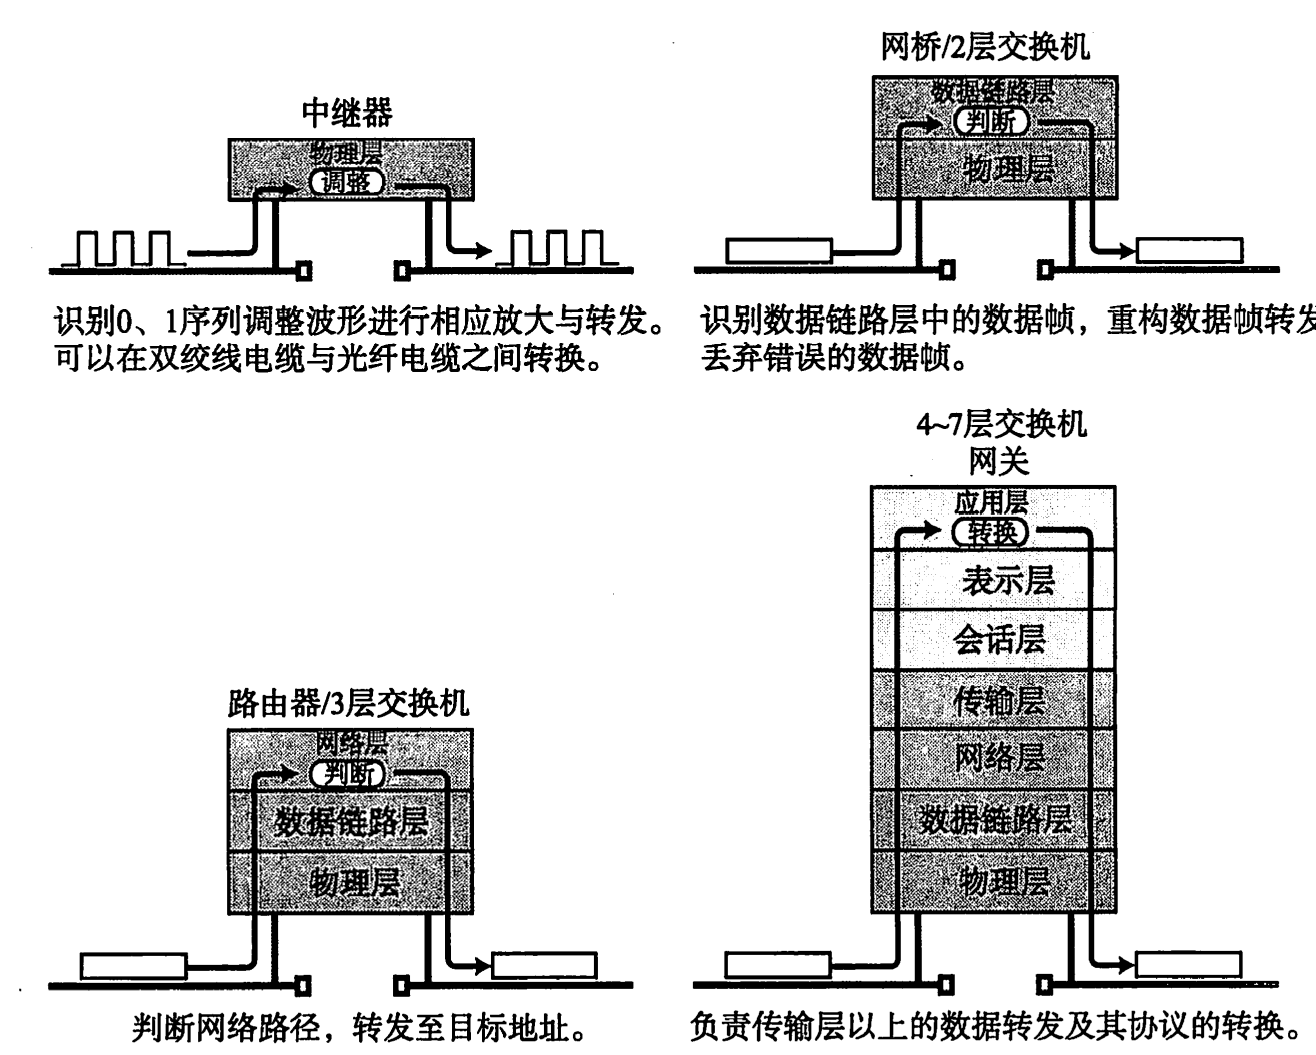 中继器
物理层
调整
识别0、1序列调整波形进行相应放大与转发。
可以在双绞线电缆与光纤电缆之间转换。
网桥/2层交换机
数据链路层
判断
物理层
识别数据链路层中的数据帧，重构数据帧转发
丢弃错误的数据帧。
路由器/3层交换机
网络层
判断
数据链路层
物理层
判断网络路径，转发至目标地址。
4~7层交换机
网关
应用层
转换
表示层
会话层
传输层
网络层
数据链路层
物理层
负责传输层以上的数据转发及其协议的转换。